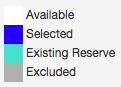 Available
Selected
Existing Reserve
Excluded